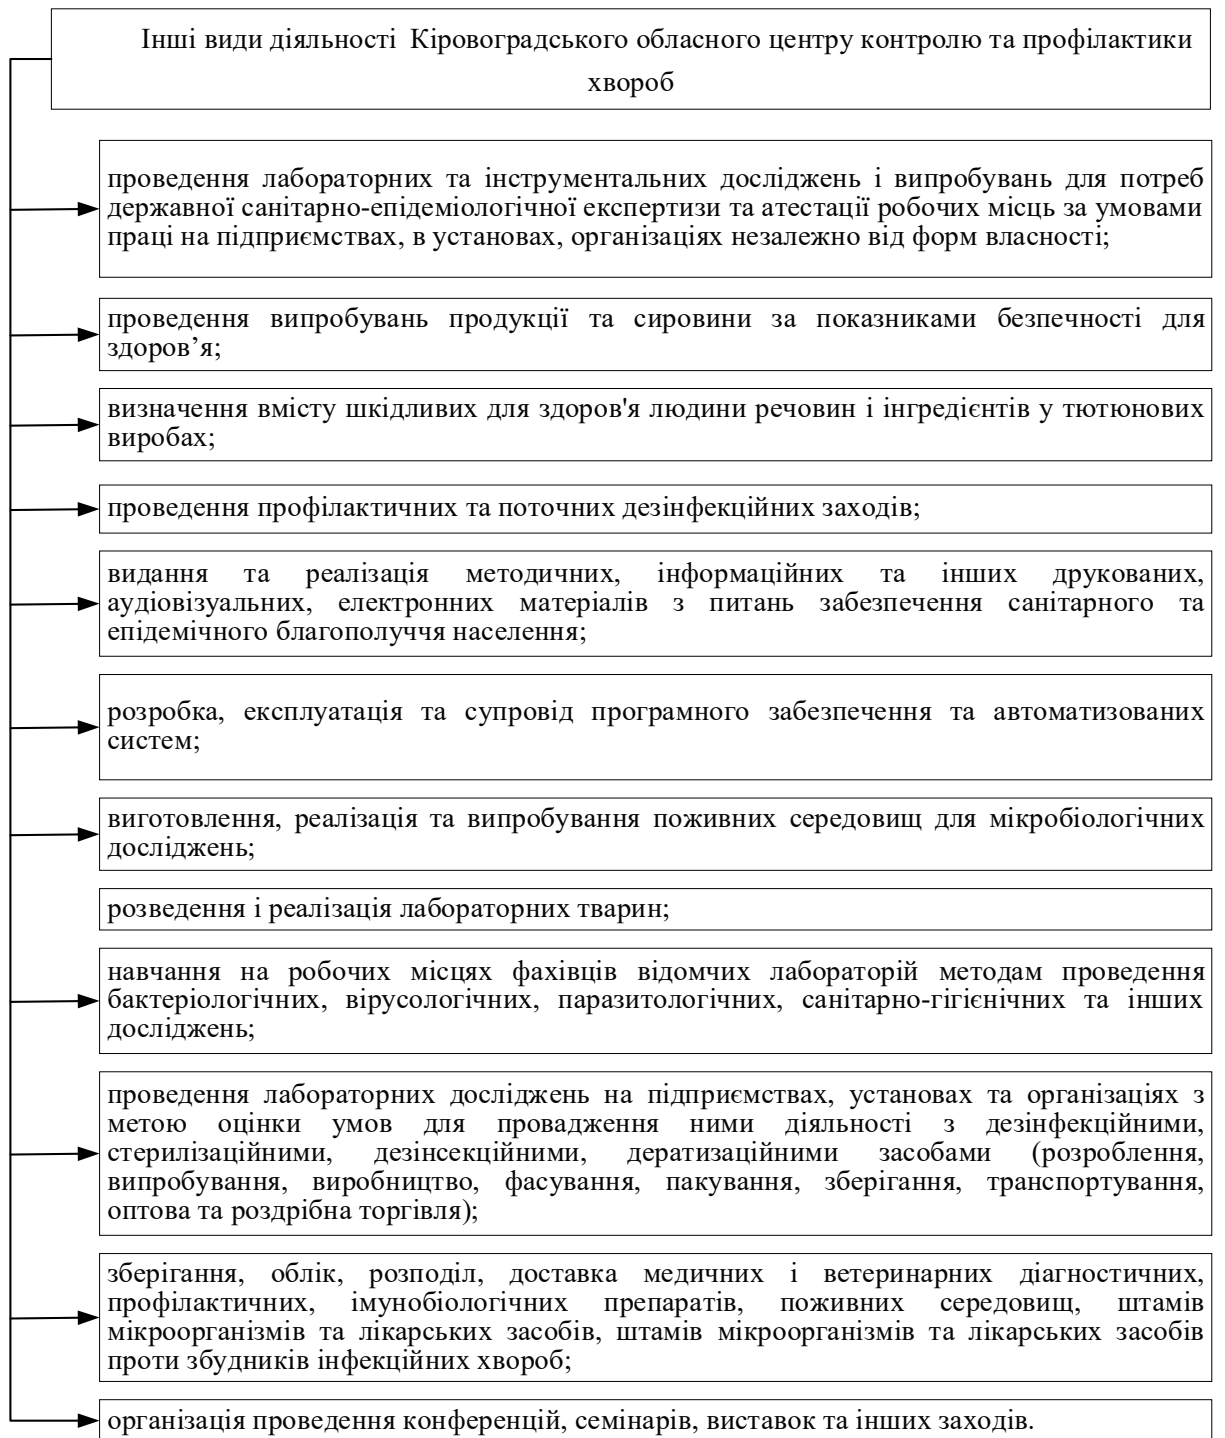 Інші види діяльності Кіровоградського обласного центру контролю та профілактики
хвороб
проведення лабораторних та інструментальних досліджень і випробувань для потреб
державної санітарно-епідеміологічної експертизи та атестації робочих місць за умовами
праці на підприємствах, в установах, організаціях незалежно від форм власності;
проведення випробувань продукції та сировини за показниками безпечності для
здоров’я;
визначення вмісту шкідливих для здоров'я людини речовин і інгредієнтів у тютюнових
виробах;
проведення профілактичних та поточних дезінфекційних заходів;
видання та реалізація методичних, інформаційних та інших друкованих,
аудіовізуальних, електронних матеріалів з питань забезпечення санітарного та
епідемічного благополуччя населення;
розробка, експлуатація та супровід програмного забезпечення та автоматизованих
систем;
виготовлення, реалізація та випробування поживних середовищ для мікробіологічних
досліджень;
розведення і реалізація лабораторних тварин;
навчання на робочих місцях фахівців відомчих лабораторій методам проведення
бактеріологічних, вірусологічних, паразитологічних, санітарно-гігієнічних та інших
досліджень;
проведення лабораторних досліджень на підприємствах, установах та організаціях з
метою оцінки умов для провадження ними діяльності з дезінфекційними,
стерилізаційними, дезінсекційними, дератизаційними засобами (розроблення,
випробування, виробництво, фасування, пакування, зберігання, транспортування,
оптова та роздрібна торгівля);
зберігання, облік, розподіл, доставка медичних і ветеринарних діагностичних,
профілактичних, імунобіологічних препаратів, поживних середовищ, штамів
мікроорганізмів та лікарських засобів, штамів мікроорганізмів та лікарських засобів
проти збудників інфекційних хвороб;
організація проведення конференцій, семінарів, виставок та інших заходів.